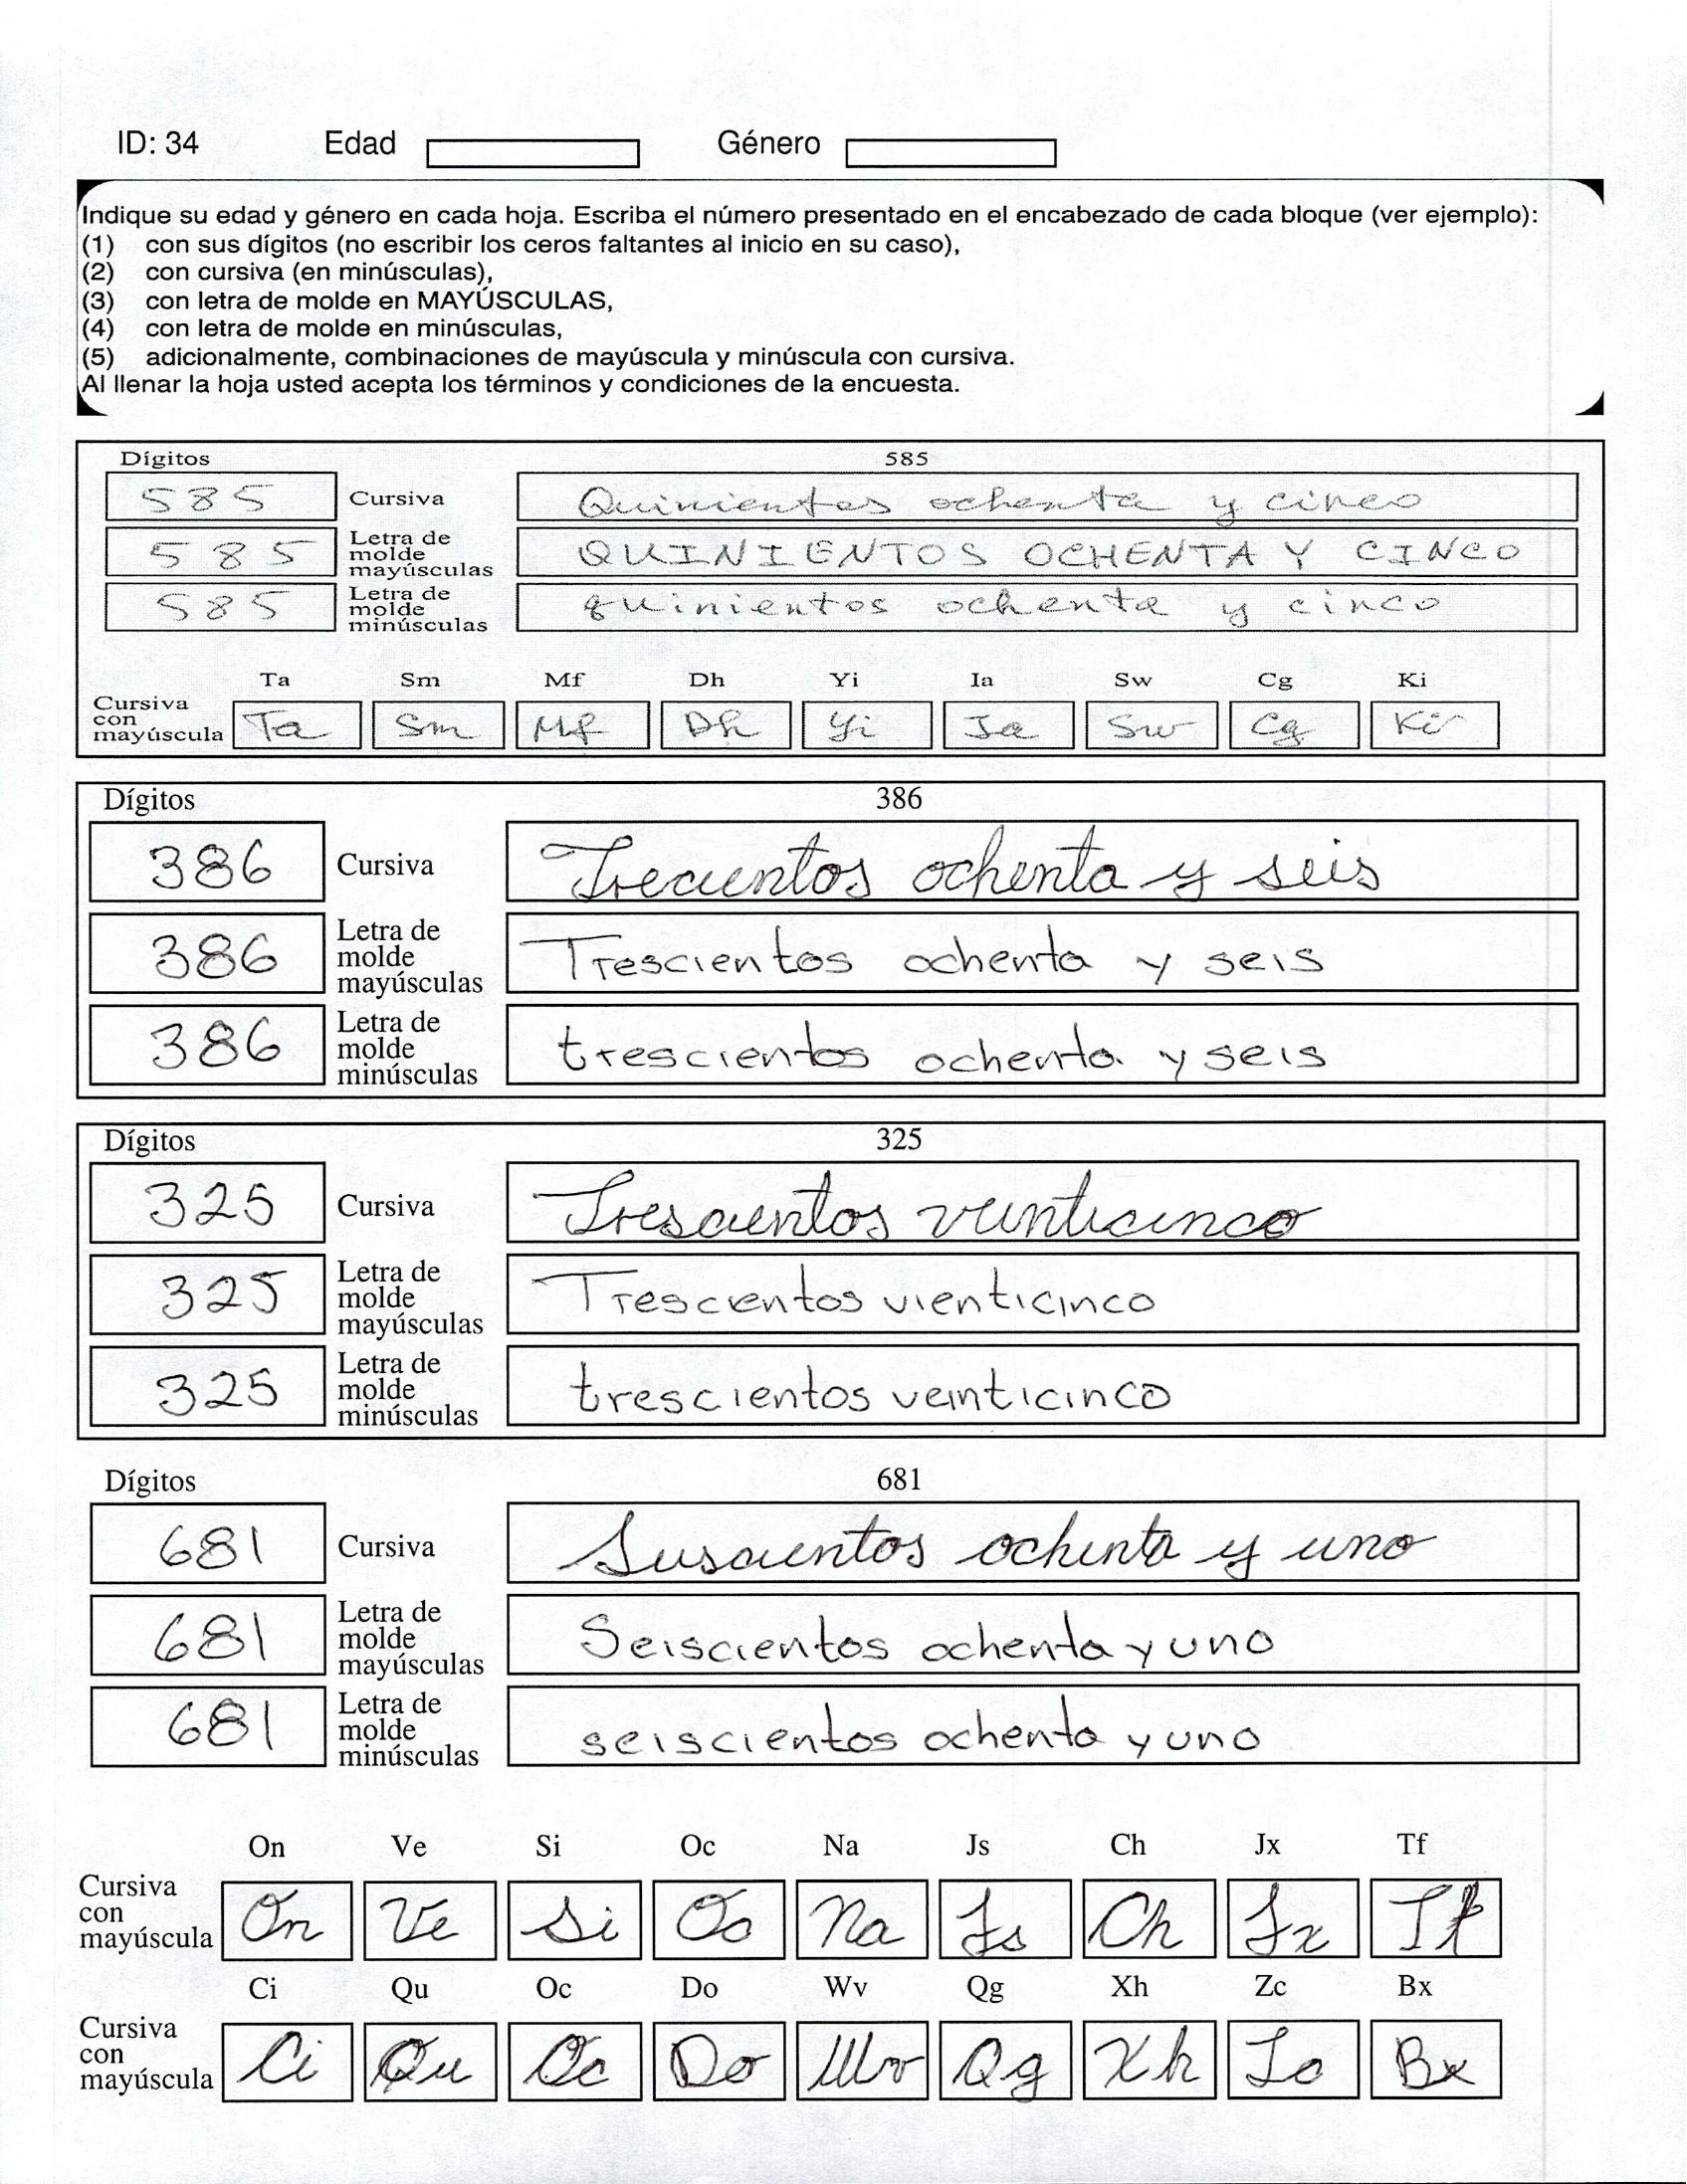 ID: 34 Edad Género
Indique su edad y género en cada hoja. Escriba el número presentado en el encabezado de cada bloque (ver ejemplo):
(1) con sus dígitos (no escribir los ceros faltantes al inicio en su caso),
(2) con cursiva (en minúsculas),
(3) con letra de molde en MAYÚSCULAS,
(4) con letra de molde en minúsculas,
(5) adicionalmente, combinaciones de mayúscula y minúscula con cursiva.
Al llenar la hoja usted acepta los términos y condiciones de la encuesta.
Dígitos 585
585 Cursiva Quinientos ochenta y cinco
585 Letra de molde mayúsculas QUINIENTOS OCHENTA Y CINCO
585 Letra de molde minúsculas quinientos ochenta y cinco
Ta Sm Mf Dh Yi Ia Sw Cg Ki
Cursiva con mayúscula Ta Sm Mf Dh Yi Ia Sw Cg Ki
Dígitos 386
386 Cursiva Trecientos ochenta y seis
386 Letra de molde mayúsculas Trescientos ochenta y seis
386 Letra de molde minúsculas trescientos ochenta y seis
Dígitos 325
325 Cursiva Trescientos veinticinco
325 Letra de molde mayúsculas Trescientos vienticinco
325 Letra de molde minúsculas trescientos veinticinco
Dígitos 681
681 Cursiva Seiscientos ochenta y uno
681 Letra de molde mayúsculas Seiscientos ochenta y uno
681 Letra de molde minúsculas seiscientos ochenta y uno
On Ve Si Oc Na Js Ch Jx Tf
Cursiva con mayúscula On Ve Si Oc Na Js Ch Jx Tf
Ci Qu Oc Do Wv Qg Xh Zc Bx
Cursiva con mayúscula Ci Qu Oc Do Wv Qg Xh Zc Bx